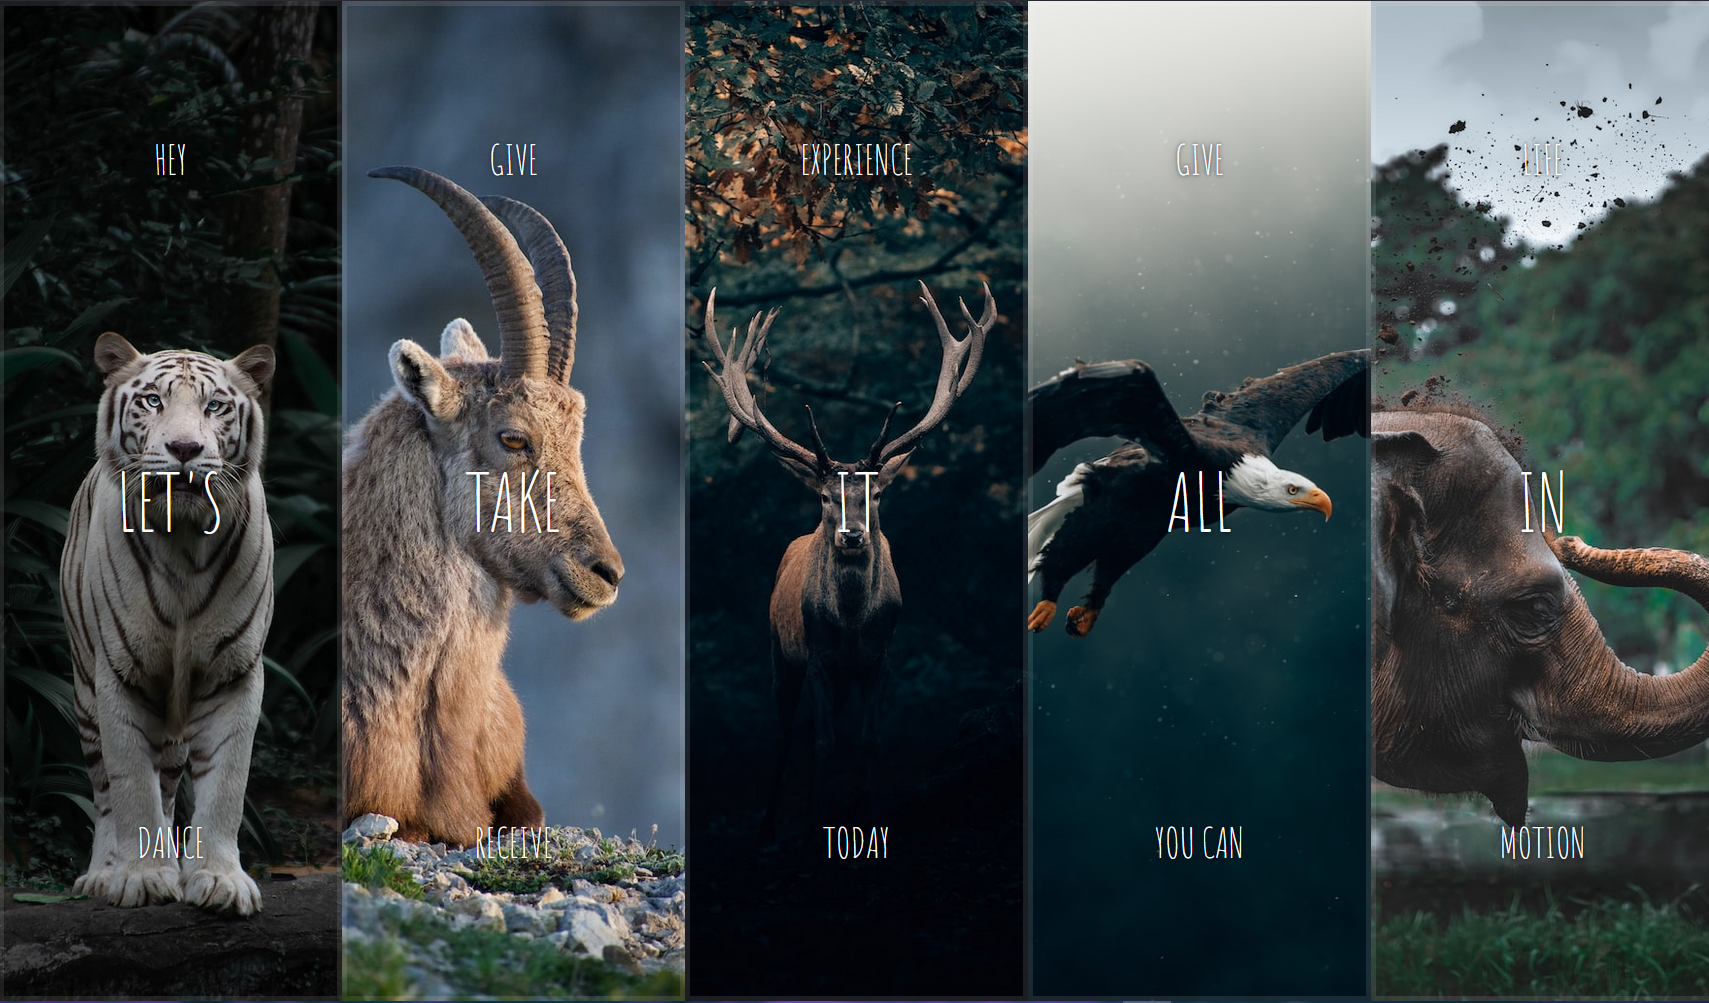 HEY
LET'S
DANCE
GIVE
TAKE
RECEIVE
EXPERIENCE
IT
TODAY
GIVE
ALL
YOU CAN
LIFE
IN
MOTION